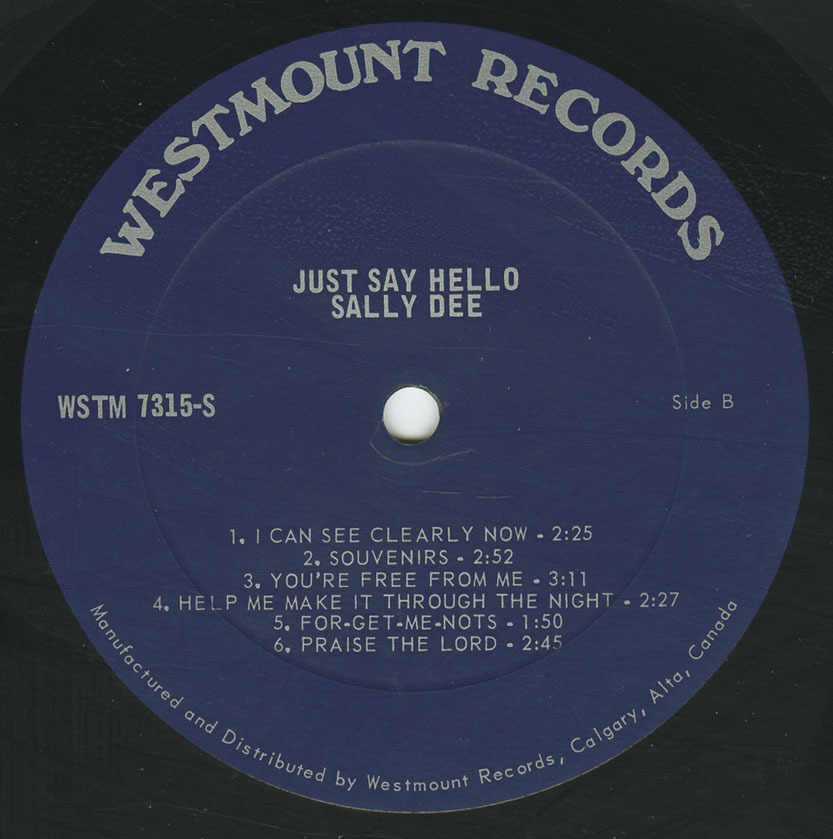 WESTMOUNT RECORDS
JUST SAY HELLO
SALLY DEE
WSTM 7315-S
Side B
1. I CAN SEE CLEARLY NOW - 2:25
2. SOUVENIRS - 2:52
3. YOU'RE FREE FROM ME - 3:11
4. HELP ME MAKE IT THROUGH THE NIGHT - 2:27
5. FOR-GET-ME-NOTS - 1:50
6. PRAISE THE LORD - 2:45
Manufactured and Distributed by Westmount Records, Calgary, Alta, Canada